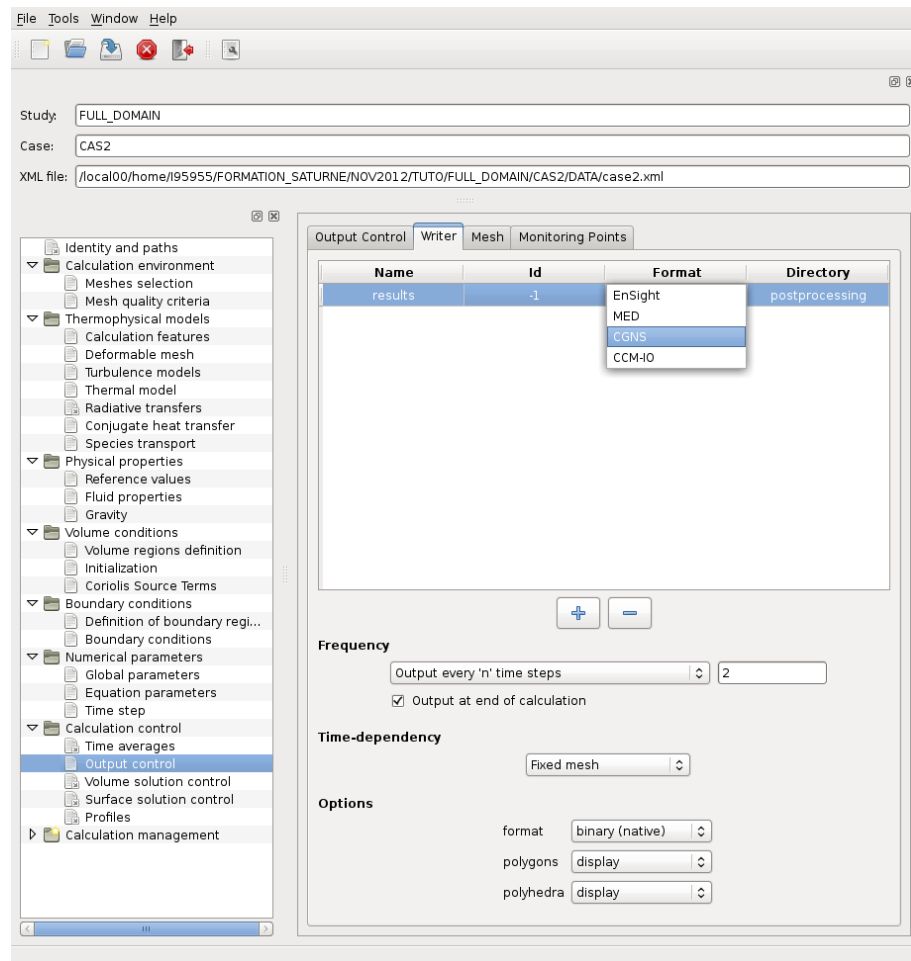 File Tools Window Help
Study: FULL_DOMAIN
Case: CAS2
XML file: /local00/home/I95955/FORMATION_SATURNE/NOV2012/TUTO/FULL_DOMAIN/CAS2/DATA/case2.xml
Identity and paths
Calculation environment
Meshes selection
Mesh quality criteria
Thermophysical models
Calculation features
Deformable mesh
Turbulence models
Thermal model
Radiative transfers
Conjugate heat transfer
Species transport
Physical properties
Reference values
Fluid properties
Gravity
Volume conditions
Volume regions definition
Initialization
Coriolis Source Terms
Boundary conditions
Definition of boundary regi...
Boundary conditions
Numerical parameters
Global parameters
Equation parameters
Time step
Calculation control
Time averages
Output control
Volume solution control
Surface solution control
Profiles
Calculation management
Output Control Writer Mesh Monitoring Points
Name Id Format Directory
results -1 EnSight postprocessing
MED
CGNS
CCM-IO
Frequency
Output every 'n' time steps 2
Output at end of calculation
Time-dependency
Fixed mesh
Options
format binary (native)
polygons display
polyhedra display